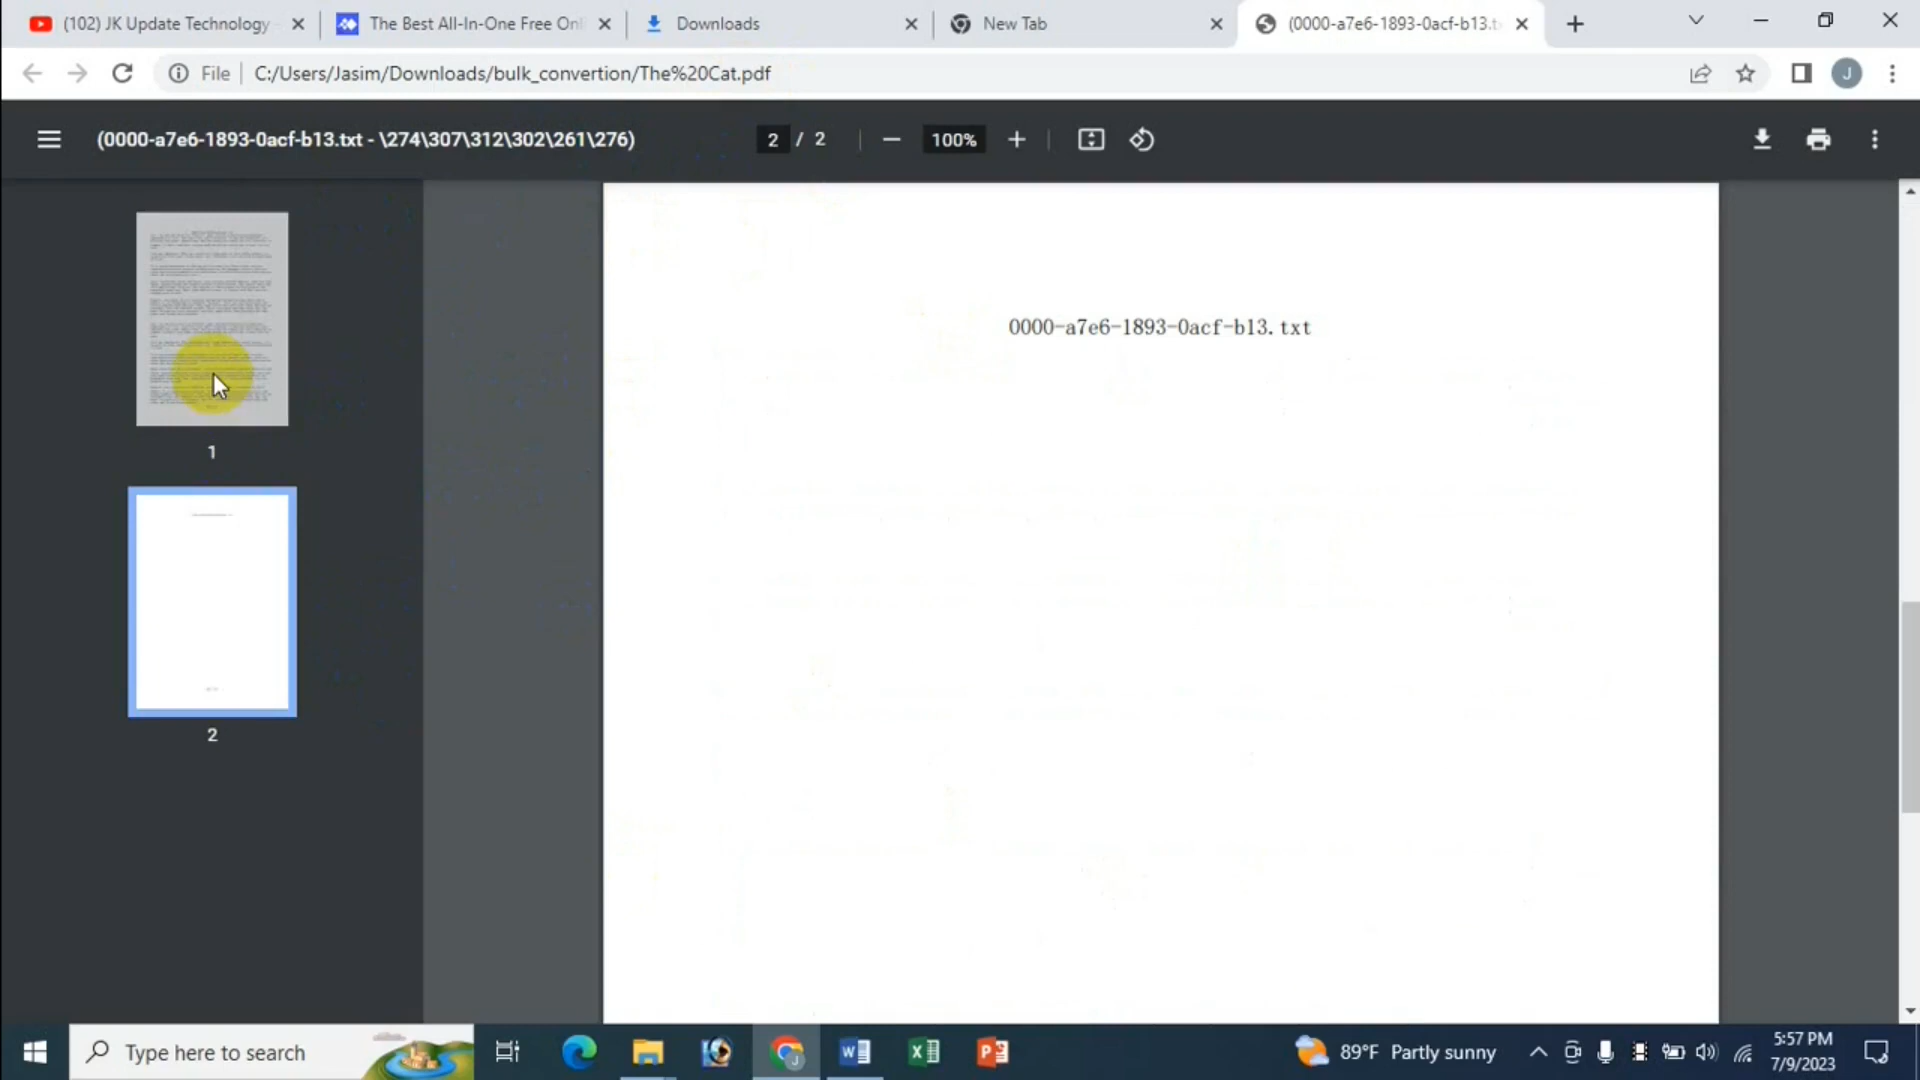 (102) JK Update Technology
The Best All-In-One Free Onl
Downloads
New Tab
(0000-a7e6-1893-0acf-b13.tx
File
C:/Users/Jasim/Downloads/bulk_convertion/The%20Cat.pdf
J
(0000-a7e6-1893-0acf-b13.txt - \274\307\312\302\261\276)
2 / 2
100%
0000-a7e6-1893-0acf-b13.txt
1
2
Type here to search
89°F Partly sunny
5:57 PM
7/9/2023